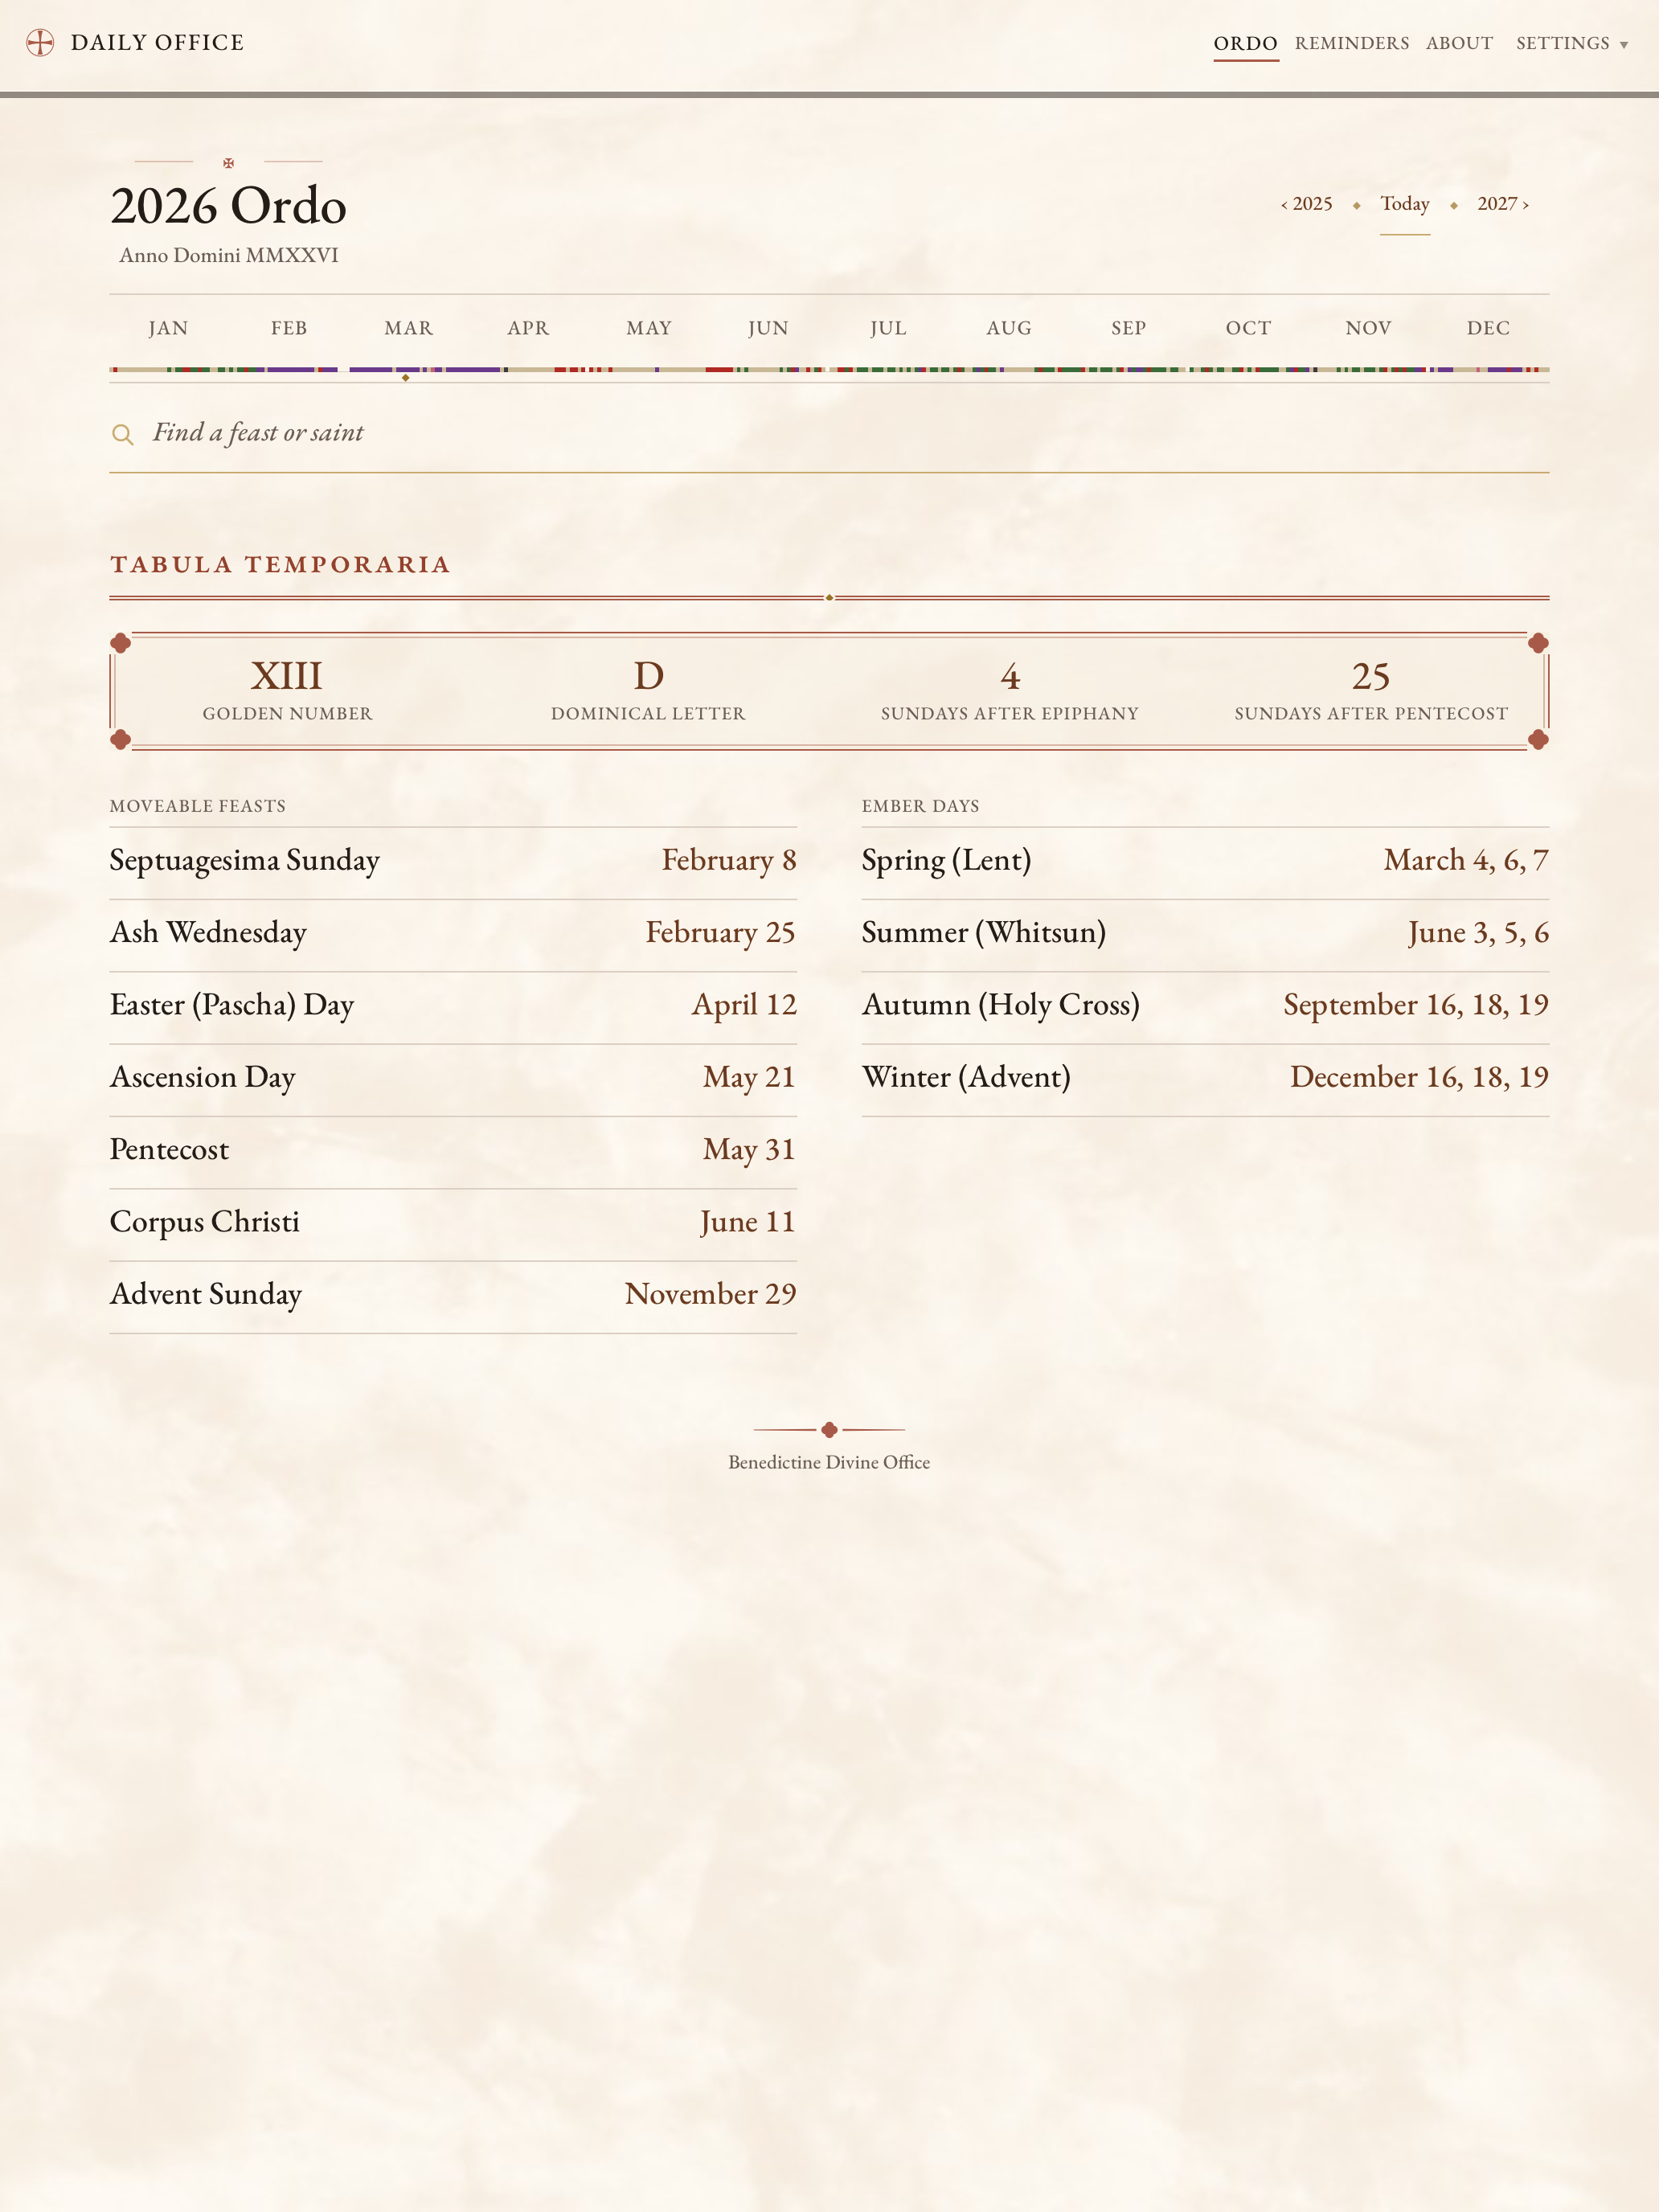 DAILY OFFICE
ORDO REMINDERS ABOUT SETTINGS ▼
2026 Ordo
‹ 2025 ◆ Today ◆ 2027 ›
Anno Domini MMXXVI
JAN FEB MAR APR MAY JUN JUL AUG SEP OCT NOV DEC
Find a feast or saint
TABULA TEMPORARIA
XIII D 4 25
GOLDEN NUMBER DOMINICAL LETTER SUNDAYS AFTER EPIPHANY SUNDAYS AFTER PENTECOST
MOVEABLE FEASTS
Septuagesima Sunday February 8
Ash Wednesday February 25
Easter (Pascha) Day April 12
Ascension Day May 21
Pentecost May 31
Corpus Christi June 11
Advent Sunday November 29
EMBER DAYS
Spring (Lent) March 4, 6, 7
Summer (Whitsun) June 3, 5, 6
Autumn (Holy Cross) September 16, 18, 19
Winter (Advent) December 16, 18, 19
Benedictine Divine Office